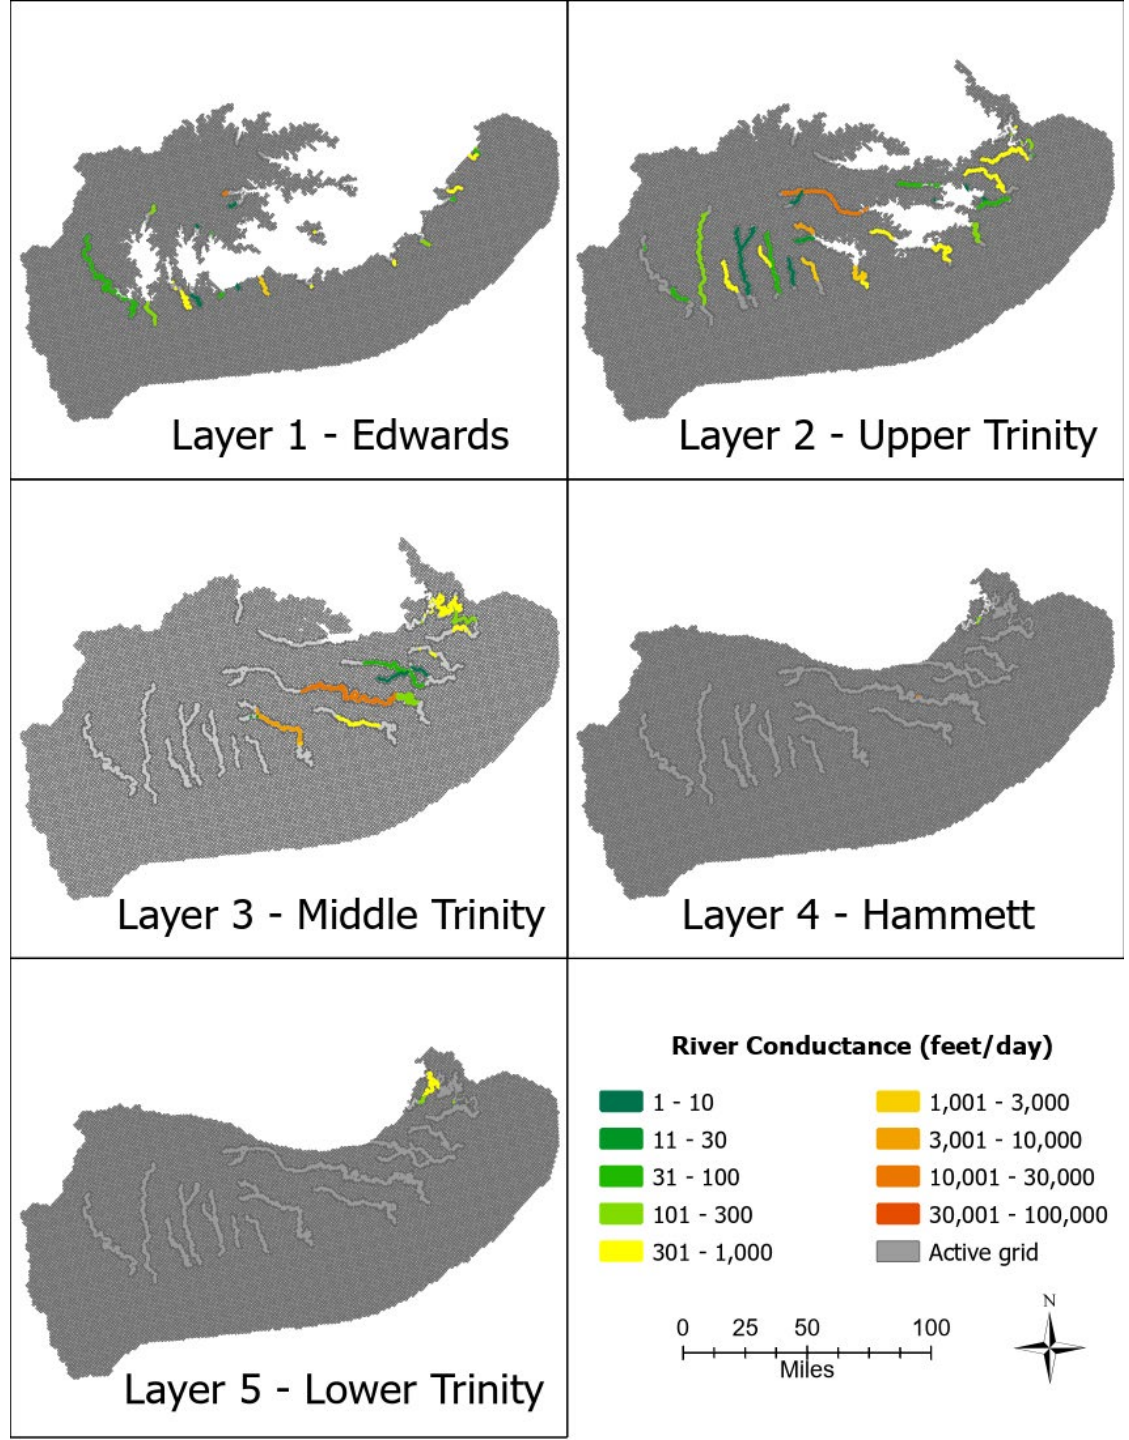 Layer 1 - Edwards
Layer 2 - Upper Trinity
Layer 3 - Middle Trinity
Layer 4 - Hammett
Layer 5 - Lower Trinity
River Conductance (feet/day)
1 - 10
11 - 30
31 - 100
101 - 300
301 - 1,000
1,001 - 3,000
3,001 - 10,000
10,001 - 30,000
30,001 - 100,000
Active grid
0 25 50 100
Miles
N